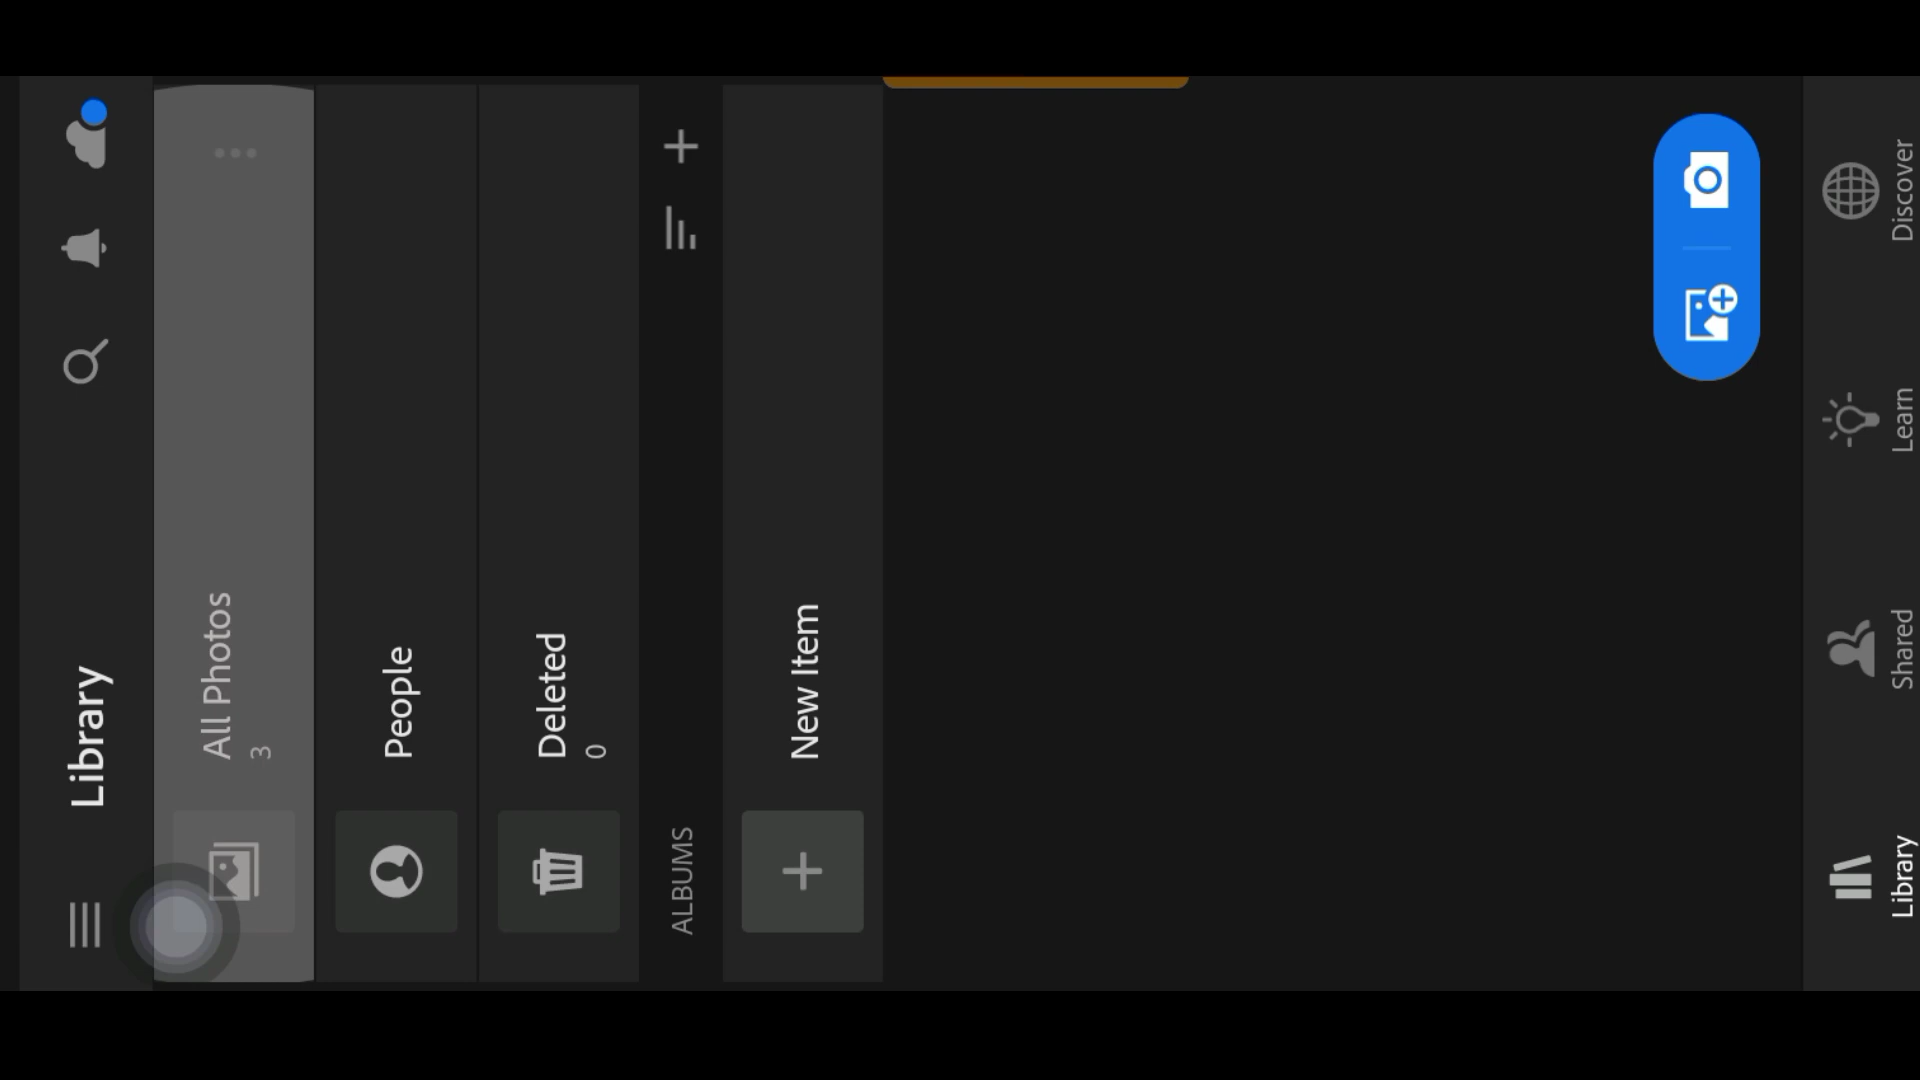 Library
All Photos
3
People
Deleted
0
ALBUMS
New Item
Library
Shared
Learn
Discover